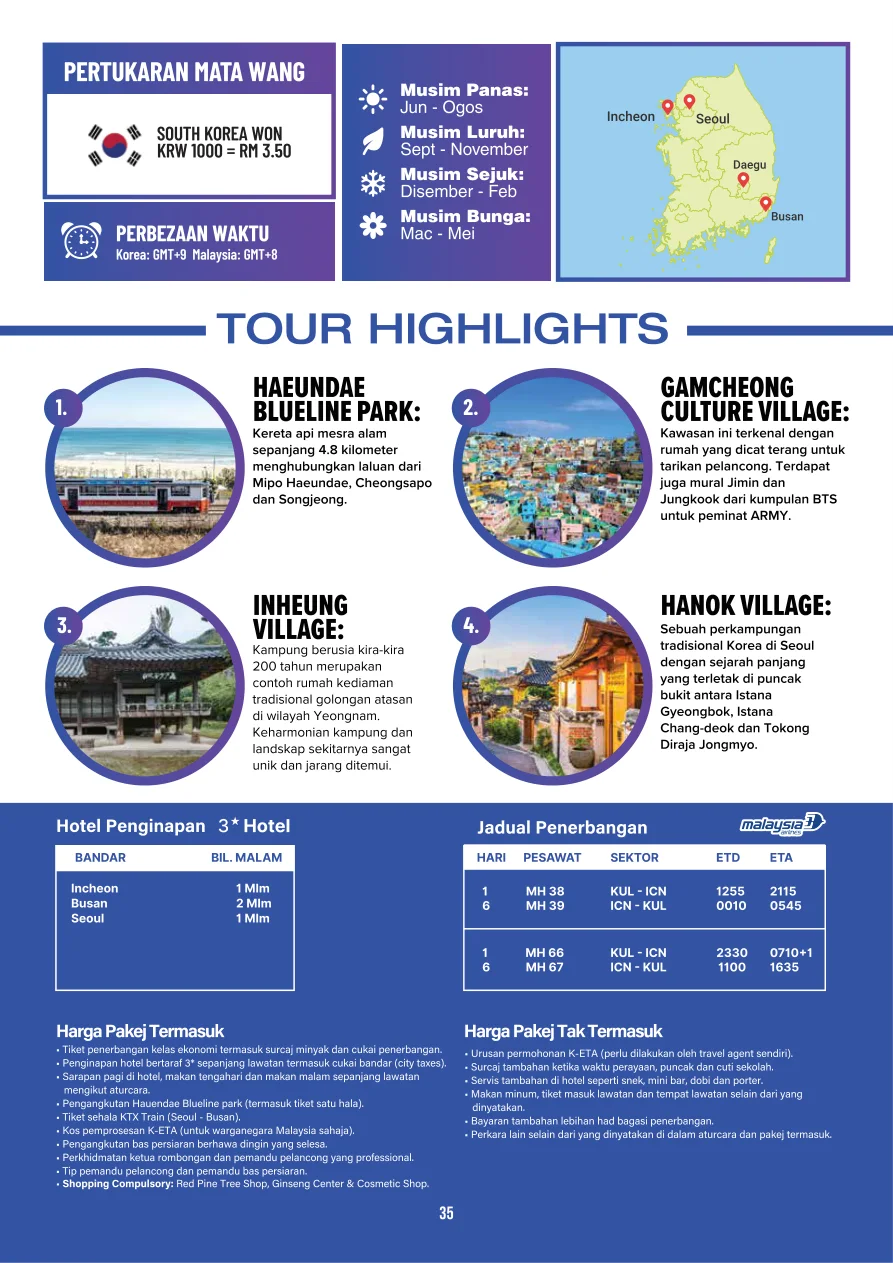 PERTUKARAN MATA WANG
SOUTH KOREA WON
KRW 1000 = RM 3.50
PERBEZAAN WAKTU
Korea: GMT+9 Malaysia: GMT+8
Musim Panas:
Jun - Ogos
Musim Luruh:
Sept - November
Musim Sejuk:
Disember - Feb
Musim Bunga:
Mac - Mei
Incheon
Seoul
Daegu
Busan
TOUR HIGHLIGHTS
1.
HAEUNDAE
BLUELINE PARK:
Kereta api mesra alam
sepanjang 4.8 kilometer
menghubungkan laluan dari
Mipo Haeundae, Cheongsapo
dan Songjeong.
2.
GAMCHEONG
CULTURE VILLAGE:
Kawasan ini terkenal dengan
rumah yang dicat terang untuk
tarikan pelancong. Terdapat
juga mural Jimin dan
Jungkook dari kumpulan BTS
untuk peminat ARMY.
3.
INHEUNG
VILLAGE:
Kampung berusia kira-kira
200 tahun merupakan
contoh rumah kediaman
tradisional golongan atasan
di wilayah Yeongnam.
Keharmonian kampung dan
landskap sekitarnya sangat
unik dan jarang ditemui.
4.
HANOK VILLAGE:
Sebuah perkampungan
tradisional Korea di Seoul
dengan sejarah panjang
yang terletak di puncak
bukit antara Istana
Gyeongbok, Istana
Chang-deok dan Tokong
Diraja Jongmyo.
Hotel Penginapan 3★ Hotel
BANDAR BIL. MALAM
Incheon 1 Mlm
Busan 2 Mlm
Seoul 1 Mlm
Jadual Penerbangan
malaysia airlines
HARI PESAWAT SEKTOR ETD ETA
1 MH 38 KUL - ICN 1255 2115
6 MH 39 ICN - KUL 0010 0545
1 MH 66 KUL - ICN 2330 0710+1
6 MH 67 ICN - KUL 1100 1635
Harga Pakej Termasuk
• Tiket penerbangan kelas ekonomi termasuk surcaj minyak dan cukai penerbangan.
• Penginapan hotel bertaraf 3* sepanjang lawatan termasuk cukai bandar (city taxes).
• Sarapan pagi di hotel, makan tengahari dan makan malam sepanjang lawatan
mengikut aturcara.
• Pengangkutan Hauendae Blueline park (termasuk tiket satu hala).
• Tiket sehala KTX Train (Seoul - Busan).
• Kos pemprosesan K-ETA (untuk warganegara Malaysia sahaja).
• Pengangkutan bas persiaran berhawa dingin yang selesa.
• Perkhidmatan ketua rombongan dan pemandu pelancong yang professional.
• Tip pemandu pelancong dan pemandu bas persiaran.
• Shopping Compulsory: Red Pine Tree Shop, Ginseng Center & Cosmetic Shop.
Harga Pakej Tak Termasuk
• Urusan permohonan K-ETA (perlu dilakukan oleh travel agent sendiri).
• Surcaj tambahan ketika waktu perayaan, puncak dan cuti sekolah.
• Servis tambahan di hotel seperti snek, mini bar, dobi dan porter.
• Makan minum, tiket masuk lawatan dan tempat lawatan selain dari yang
dinyatakan.
• Bayaran tambahan lebihan had bagasi penerbangan.
• Perkara lain selain dari yang dinyatakan di dalam aturcara dan pakej termasuk.
35